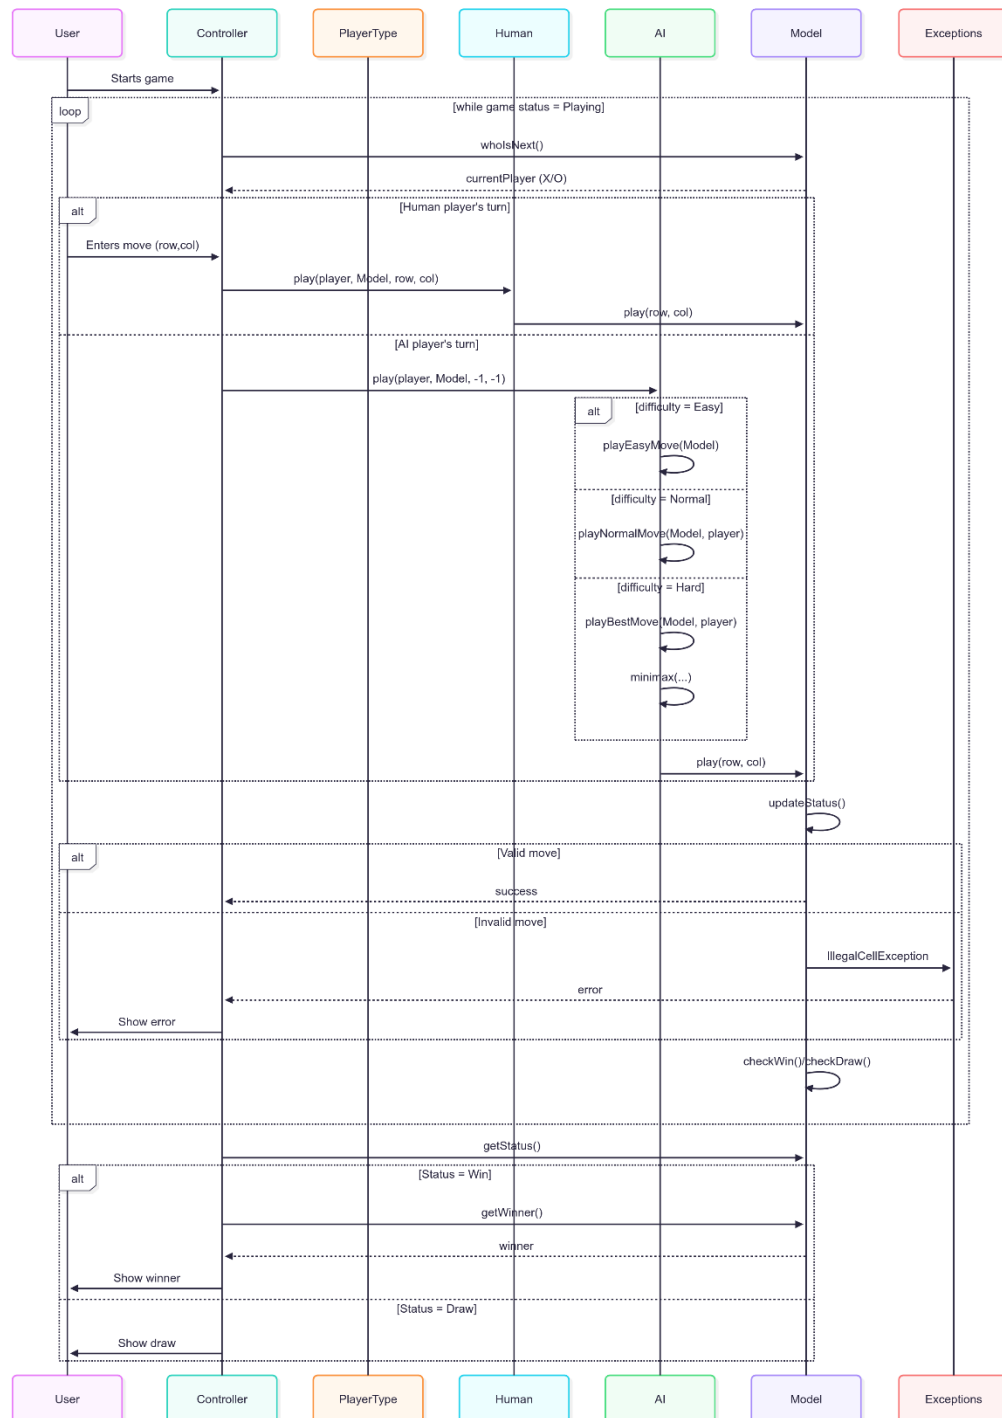 User Controller PlayerType Human AI Model Exceptions
Starts game
loop [while game status = Playing]
whoIsNext()
currentPlayer (X/O)
alt [Human player's turn]
Enters move (row,col)
play(player, Model, row, col)
play(row, col)
[AI player's turn]
play(player, Model, -1, -1)
alt [difficulty = Easy]
playEasyMove(Model)
[difficulty = Normal]
playNormalMove(Model, player)
[difficulty = Hard]
playBestMove(Model, player)
minimax(...)
play(row, col)
updateStatus()
alt [Valid move]
success
[Invalid move]
IllegalCellException
error
Show error
checkWin()/checkDraw()
getStatus()
alt [Status = Win]
getWinner()
winner
Show winner
[Status = Draw]
Show draw
User Controller PlayerType Human AI Model Exceptions